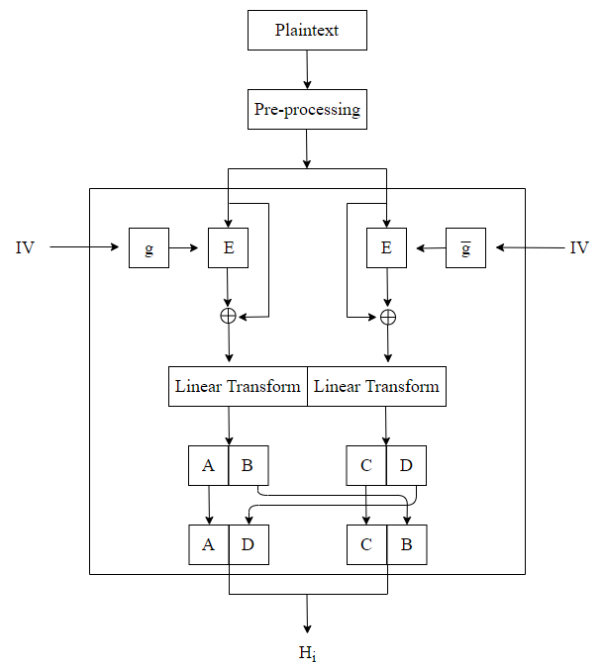 Plaintext
Pre-processing
IV
g
E
E
g̅
IV
Linear Transform
Linear Transform
A
B
C
D
A
D
C
B
Hᵢ